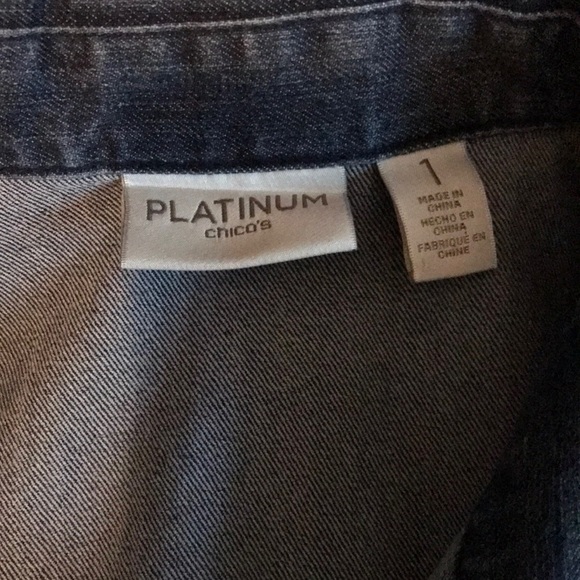 PLATINUM
chico's
1
MADE IN
CHINA
HECHO EN
CHINA
FABRIQUÉ EN
CHINE